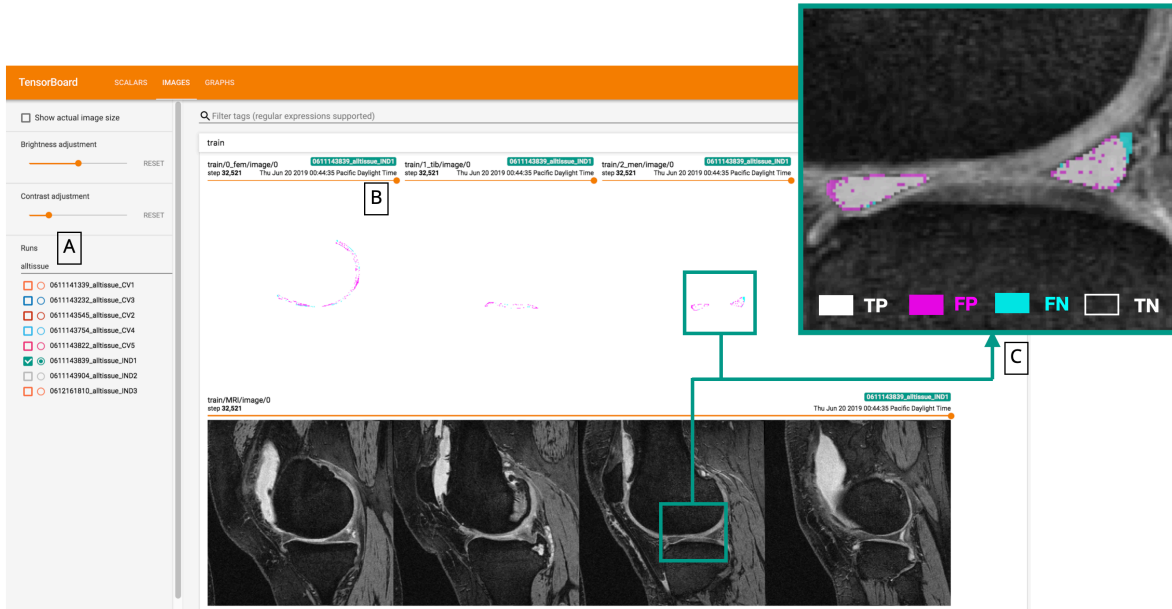 TensorBoard SCALARS IMAGES GRAPHS
Show actual image size
Brightness adjustment
RESET
Contrast adjustment
RESET
Runs
A
alltissue
0611141339_alltissue_CV1
0611143232_alltissue_CV3
0611143545_alltissue_CV2
0611143754_alltissue_CV4
0611143822_alltissue_CV5
0611143839_alltissue_IND1
0611143904_alltissue_IND2
0612161810_alltissue_IND3
Filter tags (regular expressions supported)
train
train/0_fem/image/0 0611143839_alltissue_IND1
step 32,521 Thu Jun 20 2019 00:44:35 Pacific Daylight Time
train/1_tib/image/0 0611143839_alltissue_IND1
step 32,521 Thu Jun 20 2019 00:44:35 Pacific Daylight Time
train/2_men/image/0 0611143839_alltissue_IND1
step 32,521 Thu Jun 20 2019 00:44:35 Pacific Daylight Time
B
TP FP FN TN
C
train/MRI/image/0 0611143839_alltissue_IND1
step 32,521 Thu Jun 20 2019 00:44:35 Pacific Daylight Time